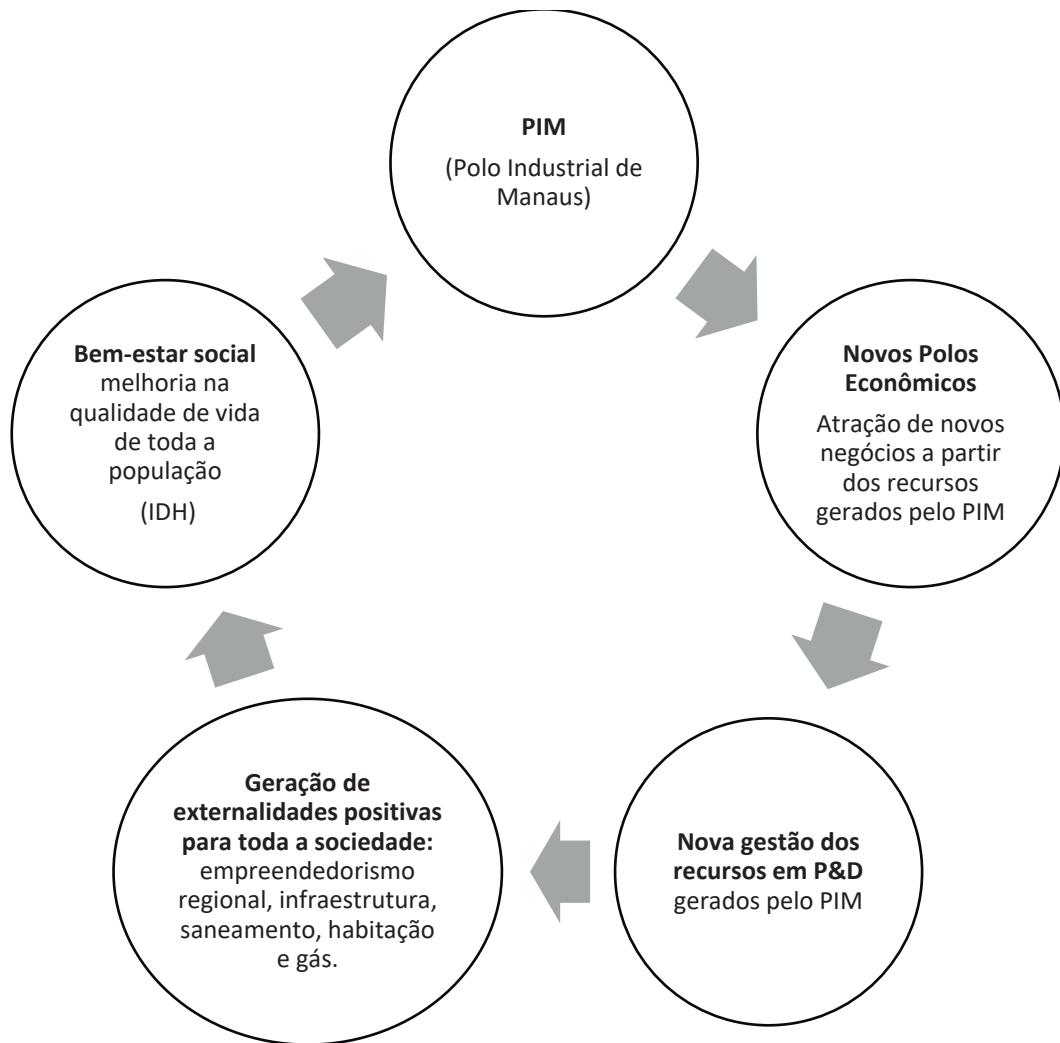 PIM
(Polo Industrial de
Manaus)
Novos Polos
Econômicos
Atração de novos
negócios a partir
dos recursos
gerados pelo PIM
Nova gestão dos
recursos em P&D
gerados pelo PIM
Geração de
externalidades positivas
para toda a sociedade:
empreendedorismo
regional, infraestrutura,
saneamento, habitação
e gás.
Bem-estar social
melhoria na
qualidade de vida
de toda a
população
(IDH)